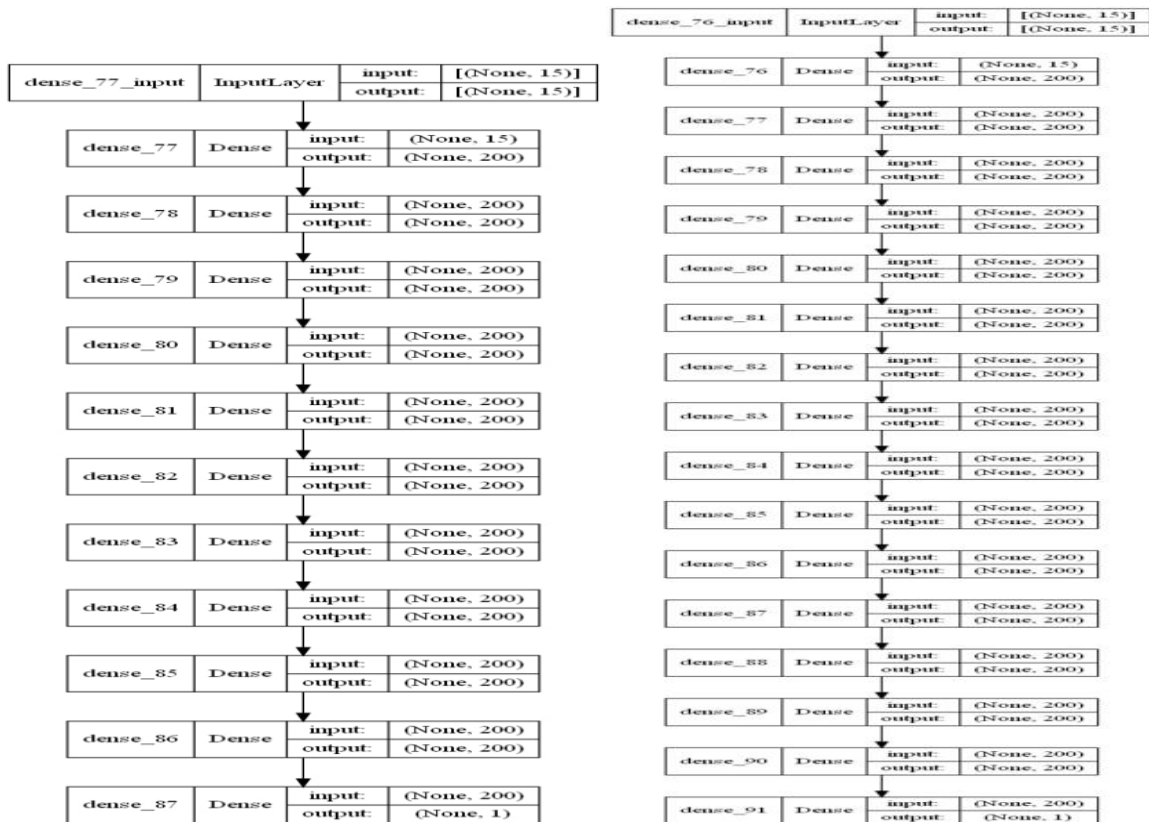 dense_77_input InputLayer input: [(None, 15)]
output: [(None, 15)]
dense_77 Dense input: (None, 15)
output: (None, 200)
dense_78 Dense input: (None, 200)
output: (None, 200)
dense_79 Dense input: (None, 200)
output: (None, 200)
dense_80 Dense input: (None, 200)
output: (None, 200)
dense_81 Dense input: (None, 200)
output: (None, 200)
dense_82 Dense input: (None, 200)
output: (None, 200)
dense_83 Dense input: (None, 200)
output: (None, 200)
dense_84 Dense input: (None, 200)
output: (None, 200)
dense_85 Dense input: (None, 200)
output: (None, 200)
dense_86 Dense input: (None, 200)
output: (None, 200)
dense_87 Dense input: (None, 200)
output: (None, 1)
dense_76_input InputLayer input: [(None, 15)]
output: [(None, 15)]
dense_76 Dense input: (None, 15)
output: (None, 200)
dense_77 Dense input: (None, 200)
output: (None, 200)
dense_78 Dense input: (None, 200)
output: (None, 200)
dense_79 Dense input: (None, 200)
output: (None, 200)
dense_80 Dense input: (None, 200)
output: (None, 200)
dense_81 Dense input: (None, 200)
output: (None, 200)
dense_82 Dense input: (None, 200)
output: (None, 200)
dense_83 Dense input: (None, 200)
output: (None, 200)
dense_84 Dense input: (None, 200)
output: (None, 200)
dense_85 Dense input: (None, 200)
output: (None, 200)
dense_86 Dense input: (None, 200)
output: (None, 200)
dense_87 Dense input: (None, 200)
output: (None, 200)
dense_88 Dense input: (None, 200)
output: (None, 200)
dense_89 Dense input: (None, 200)
output: (None, 200)
dense_90 Dense input: (None, 200)
output: (None, 200)
dense_91 Dense input: (None, 200)
output: (None, 1)